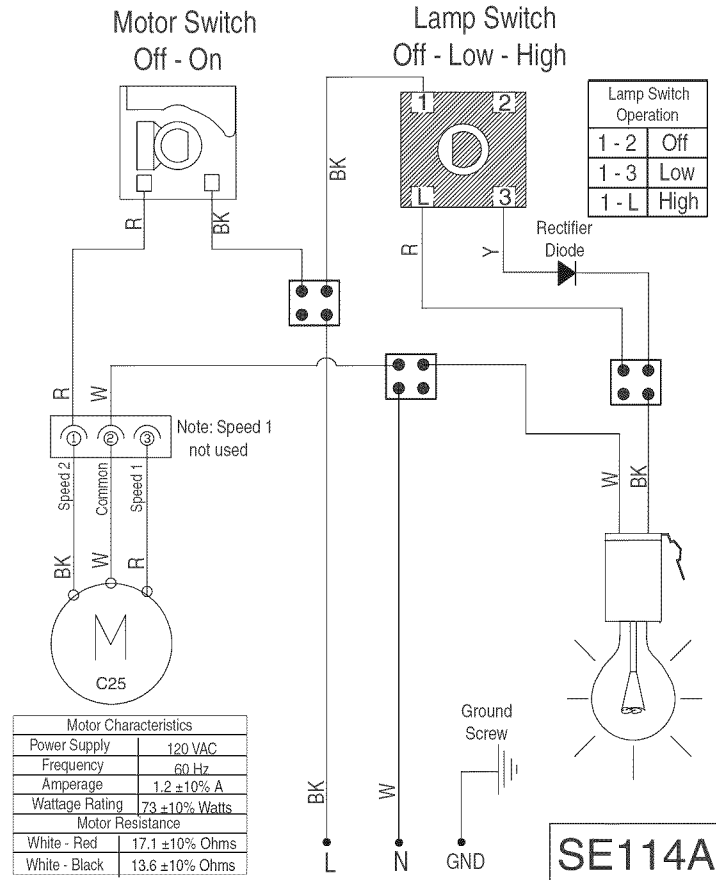 Motor Switch
Off - On
Lamp Switch
Off - Low - High
1
2
L
3
Lamp Switch
Operation
1 - 2 Off
1 - 3 Low
1 - L High
BK
R
BK
R
Y
Rectifier
Diode
R
W
1
2
3
Note: Speed 1
not used
Speed 2
Common
Speed 1
BK
W
R
W
BK
M
C25
Motor Characteristics
Power Supply 120 VAC
Frequency 60 Hz
Amperage 1.2 ±10% A
Wattage Rating 73 ±10% Watts
Motor Resistance
White - Red 17.1 ±10% Ohms
White - Black 13.6 ±10% Ohms
BK
W
Ground
Screw
L
N
GND
SE114A